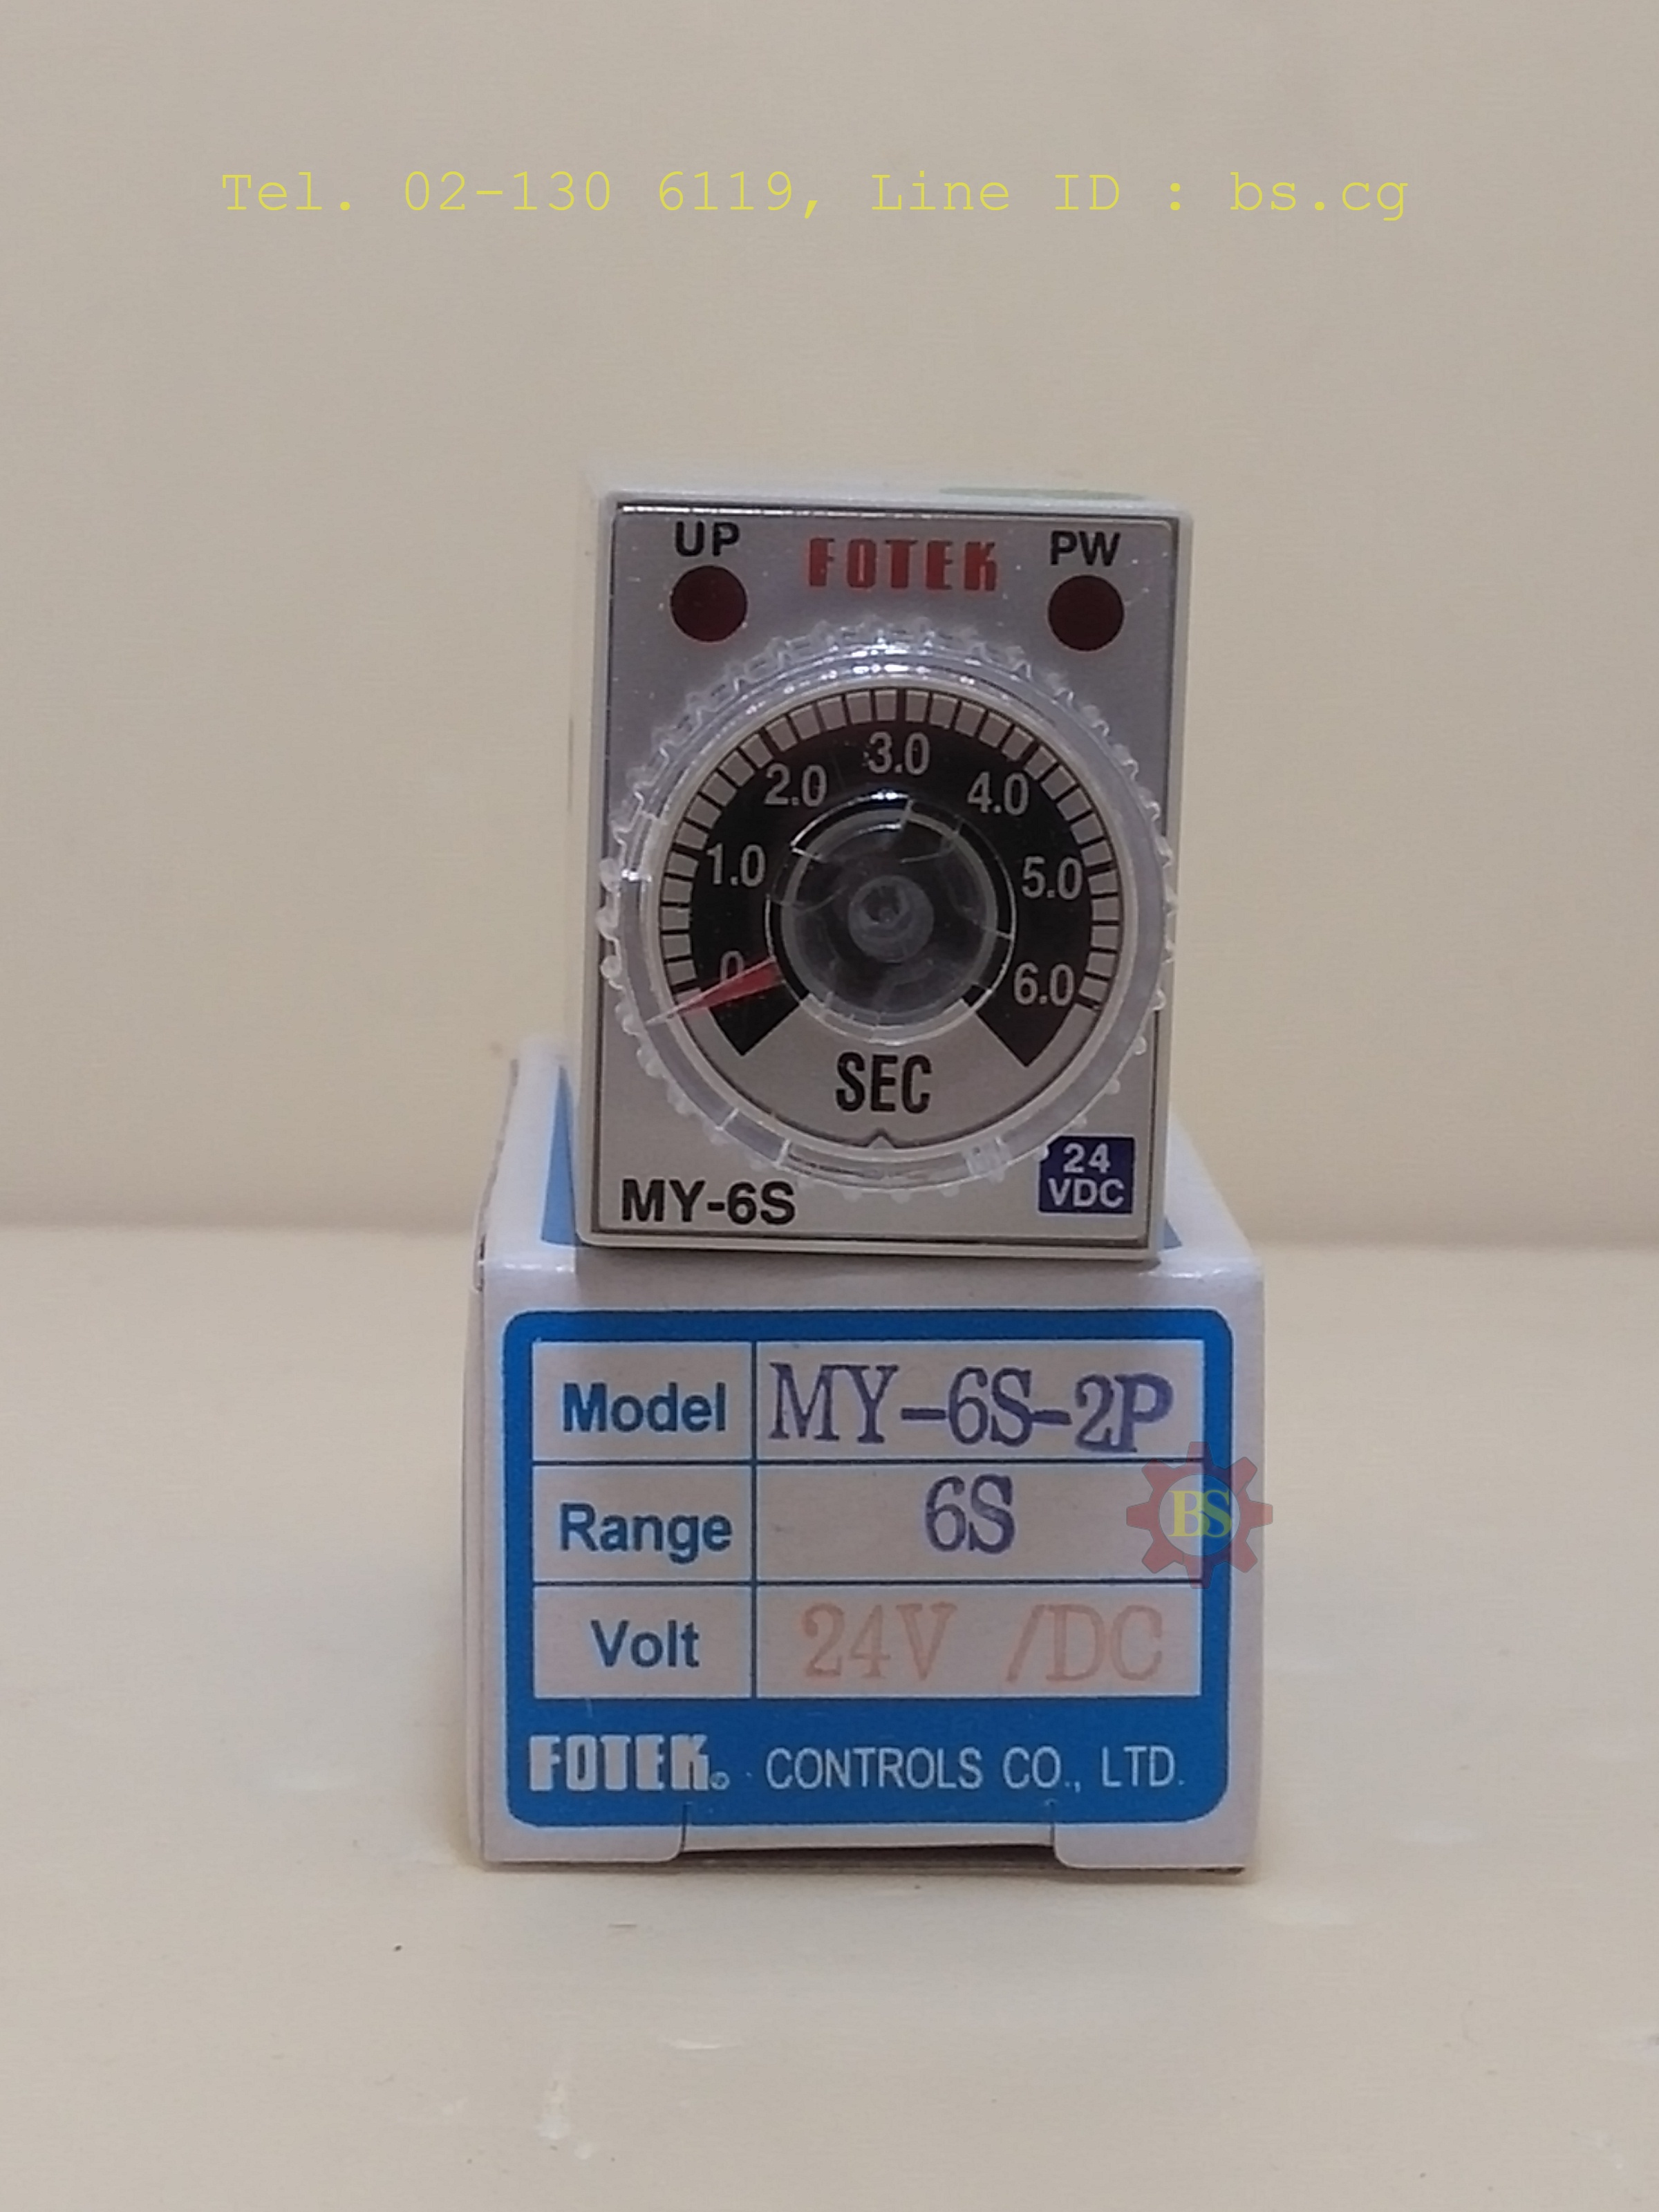 Tel. 02-130 6119, Line ID : bs.cg
UP FOTEK PW
3.0
2.0 4.0
1.0 5.0
0 6.0
SEC
24
VDC
MY-6S
Model MY-6S-2P
Range 6S
BS
Volt 24V /DC
FOTEK® CONTROLS CO., LTD.